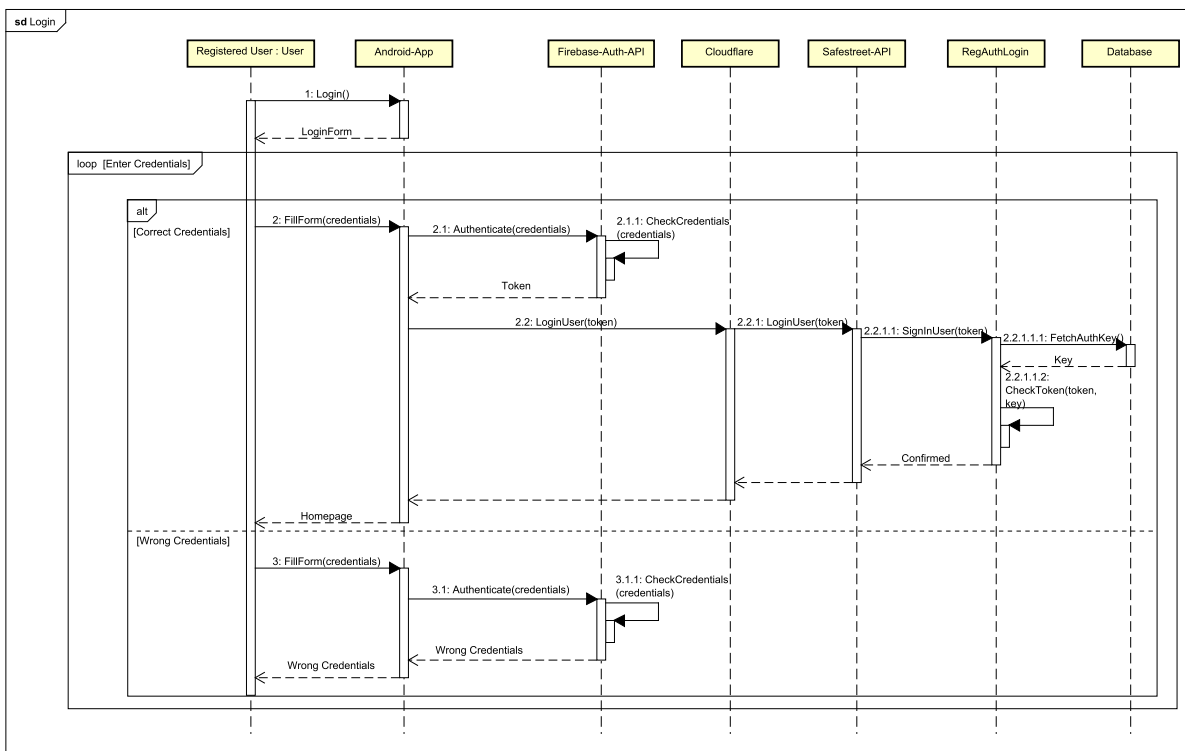 sd Login
Registered User : User
Android-App
Firebase-Auth-API
Cloudflare
Safestreet-API
RegAuthLogin
Database
1: Login()
LoginForm
loop [Enter Credentials]
alt
[Correct Credentials]
2: FillForm(credentials)
2.1: Authenticate(credentials)
2.1.1: CheckCredentials
(credentials)
Token
2.2: LoginUser(token)
2.2.1: LoginUser(token)
2.2.1.1: SignInUser(token)
2.2.1.1.1: FetchAuthKey()
Key
2.2.1.1.2:
CheckToken(token,
key)
Confirmed
Homepage
[Wrong Credentials]
3: FillForm(credentials)
3.1: Authenticate(credentials)
3.1.1: CheckCredentials
(credentials)
Wrong Credentials
Wrong Credentials